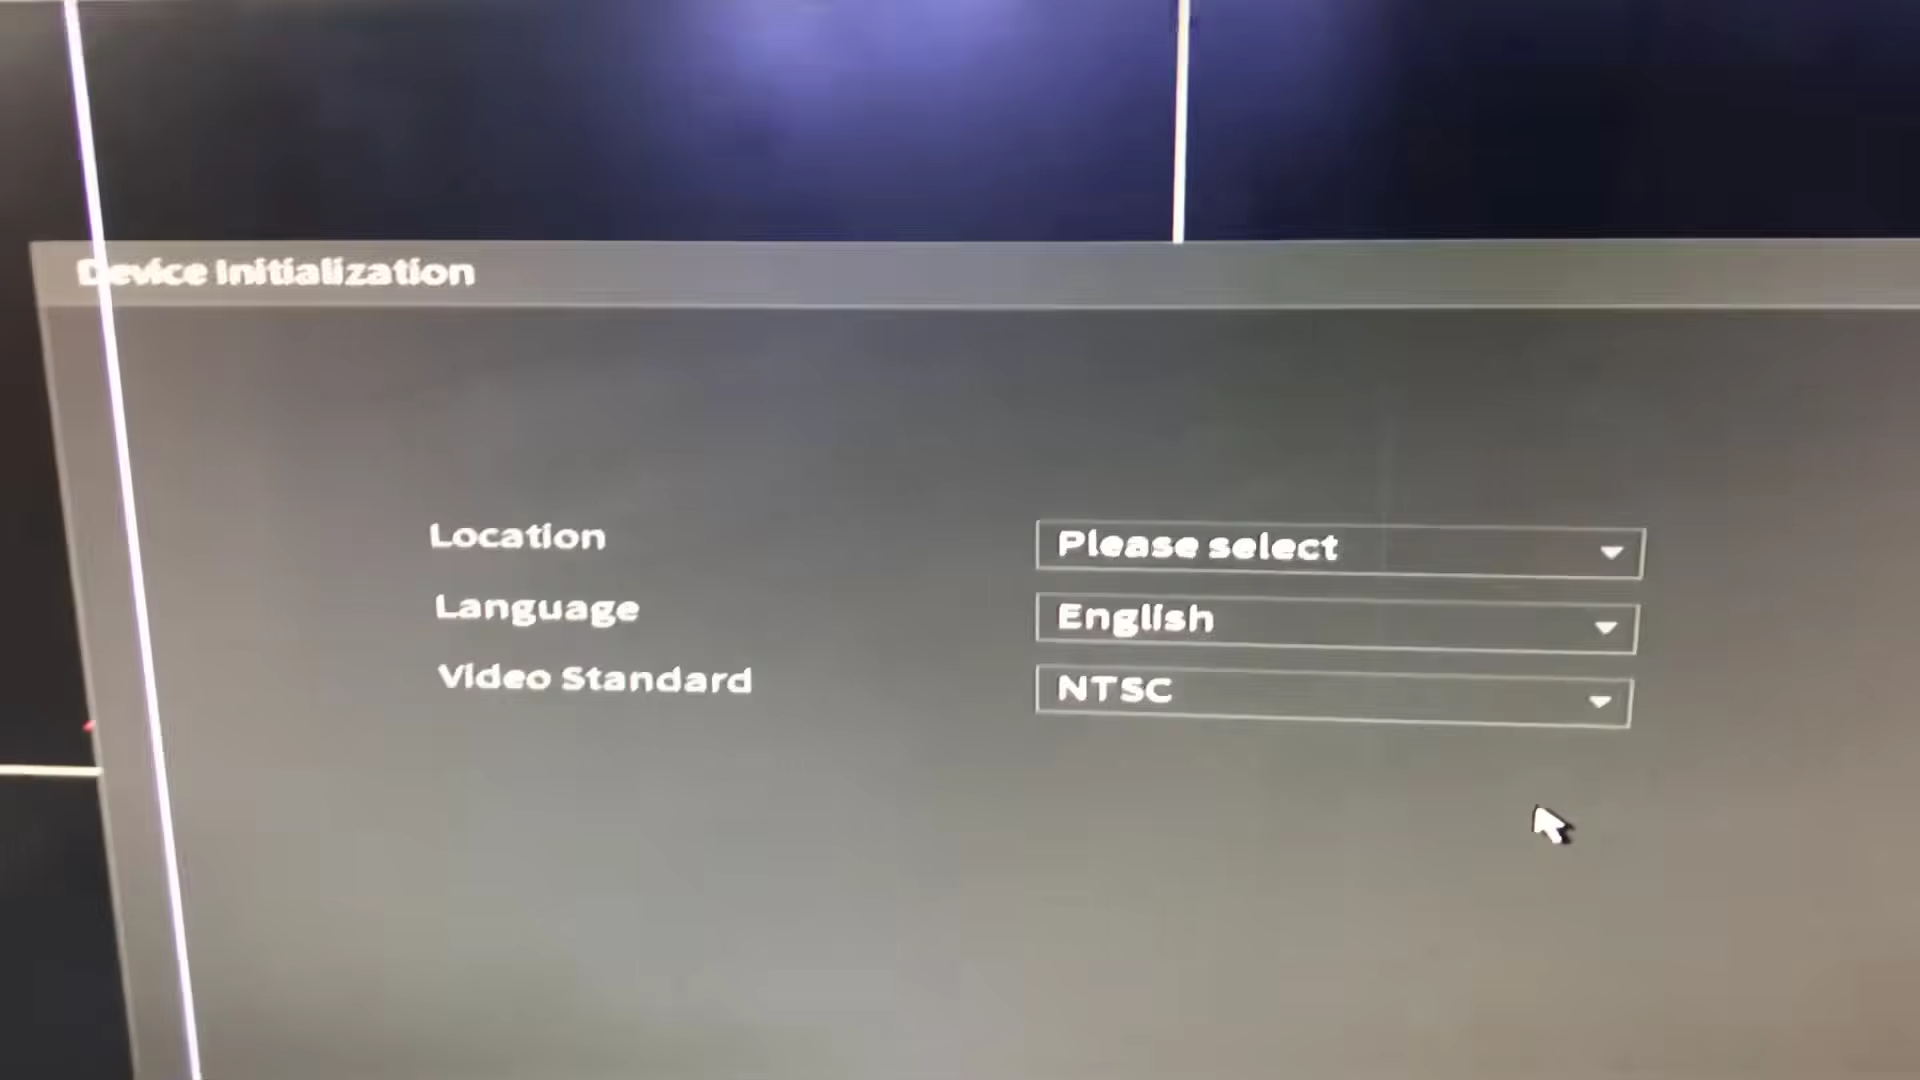 Device Initialization
Location
Please select
Language
English
Video Standard
NTSC